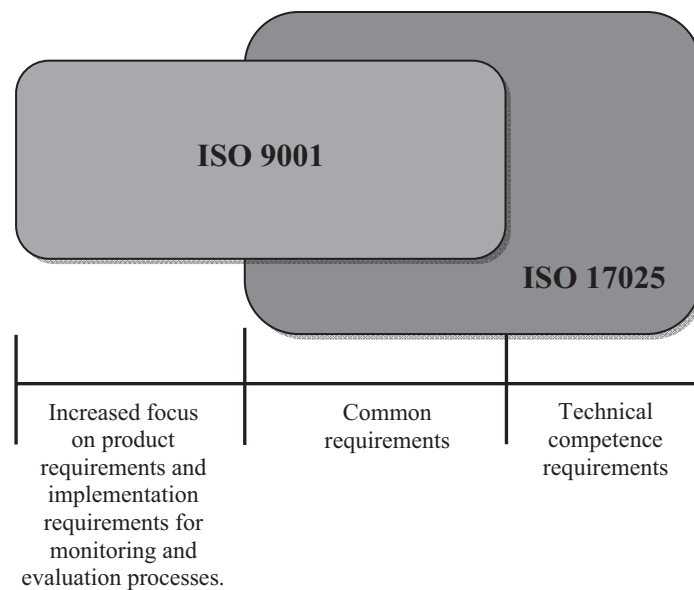 ISO 9001
ISO 17025
Increased focus
on product
requirements and
implementation
requirements for
monitoring and
evaluation processes.
Common
requirements
Technical
competence
requirements